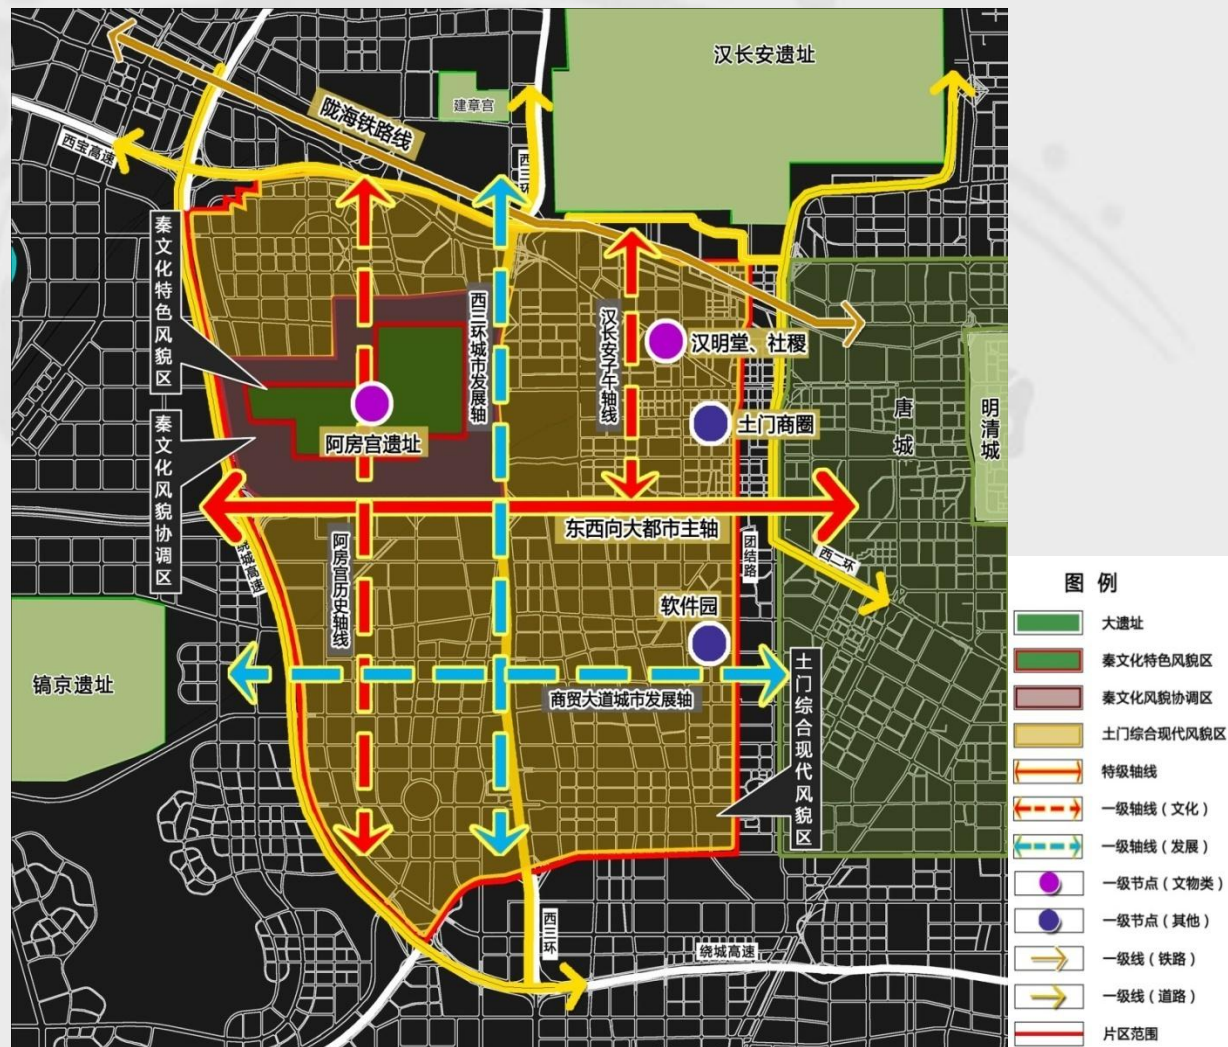 汉长安遗址
建章宫
陇海铁路线
西宝高速
西三环
秦文化特色风貌区
西三环城市发展轴
汉长安子午轴线
汉明堂、社稷
土门商圈
唐城
明清城
阿房宫遗址
秦文化风貌协调区
东西向大都市主轴
绕城高速
阿房宫历史轴线
团结路
西二环
软件园
镐京遗址
商贸大道城市发展轴
土门综合现代风貌区
西三环
绕城高速
图 例
大遗址
秦文化特色风貌区
秦文化风貌协调区
土门综合现代风貌区
特级轴线
一级轴线（文化）
一级轴线（发展）
一级节点（文物类）
一级节点（其他）
一级线（铁路）
一级线（道路）
片区范围